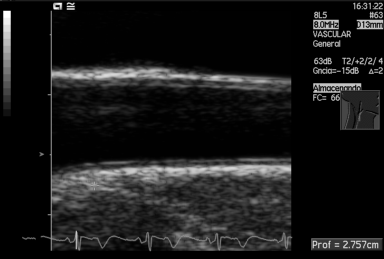 16:31:22
8L5 #63
8.0MHz D13mm
VASCULAR
General
63dB T2/+2/2/ 4
Gncia=-15dB Δ=2
Almacenando
FC= 66
Prof = 2.757cm